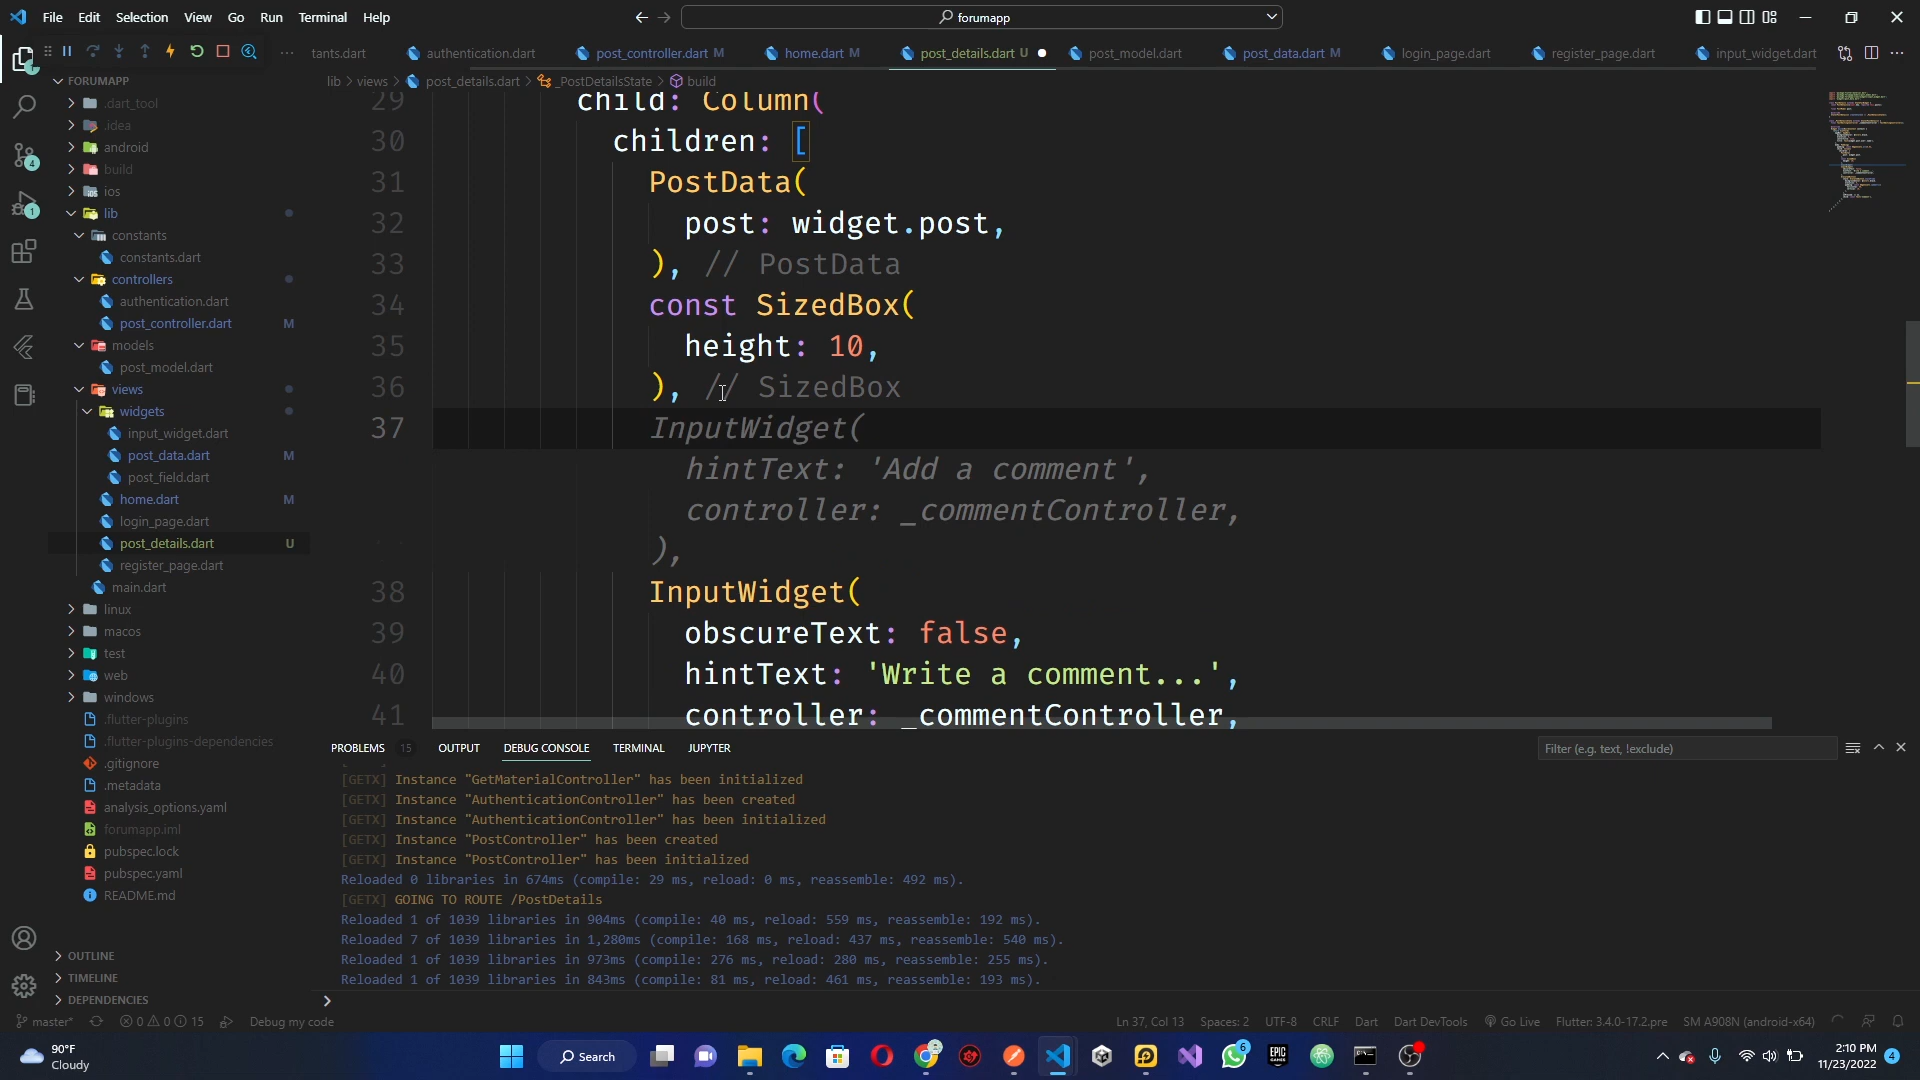 File Edit Selection View Go Run Terminal Help
forumapp
tants.dart authentication.dart post_controller.dart M home.dart M post_details.dart U post_model.dart post_data.dart M login_page.dart register_page.dart input_widget.dart
lib > views > post_details.dart > _PostDetailsState > build
FORUMAPP
.dart_tool
.idea
android
build
ios
lib
constants
constants.dart
controllers
authentication.dart
post_controller.dart M
models
post_model.dart
views
widgets
input_widget.dart
post_data.dart M
post_field.dart
home.dart M
login_page.dart
post_details.dart U
register_page.dart
main.dart
linux
macos
test
web
windows
.flutter-plugins
.flutter-plugins-dependencies
.gitignore
.metadata
analysis_options.yaml
forumapp.iml
pubspec.lock
pubspec.yaml
README.md
OUTLINE
TIMELINE
DEPENDENCIES
4
1
29 child: Column(
30 children: [
31 PostData(
32 post: widget.post,
33 ), // PostData
34 const SizedBox(
35 height: 10,
36 ), // SizedBox
37 InputWidget(
hintText: 'Add a comment',
controller: _commentController,
),
38 InputWidget(
39 obscureText: false,
40 hintText: 'Write a comment...',
41 controller: _commentController,
PROBLEMS 15 OUTPUT DEBUG CONSOLE TERMINAL JUPYTER
Filter (e.g. text, !exclude)
[GETX] Instance "GetMaterialController" has been initialized
[GETX] Instance "AuthenticationController" has been created
[GETX] Instance "AuthenticationController" has been initialized
[GETX] Instance "PostController" has been created
[GETX] Instance "PostController" has been initialized
Reloaded 0 libraries in 674ms (compile: 29 ms, reload: 0 ms, reassemble: 492 ms).
[GETX] GOING TO ROUTE /PostDetails
Reloaded 1 of 1039 libraries in 904ms (compile: 40 ms, reload: 559 ms, reassemble: 192 ms).
Reloaded 7 of 1039 libraries in 1,280ms (compile: 168 ms, reload: 437 ms, reassemble: 540 ms).
Reloaded 1 of 1039 libraries in 973ms (compile: 276 ms, reload: 280 ms, reassemble: 255 ms).
Reloaded 1 of 1039 libraries in 843ms (compile: 81 ms, reload: 461 ms, reassemble: 193 ms).
master* 0 0 15 Debug my code
Ln 37, Col 13 Spaces: 2 UTF-8 CRLF Dart Dart DevTools Go Live Flutter: 3.4.0-17.2.pre SM A908N (android-x64)
90°F
Cloudy
Search
6
EPIC GAMES
2:10 PM
11/23/2022
4